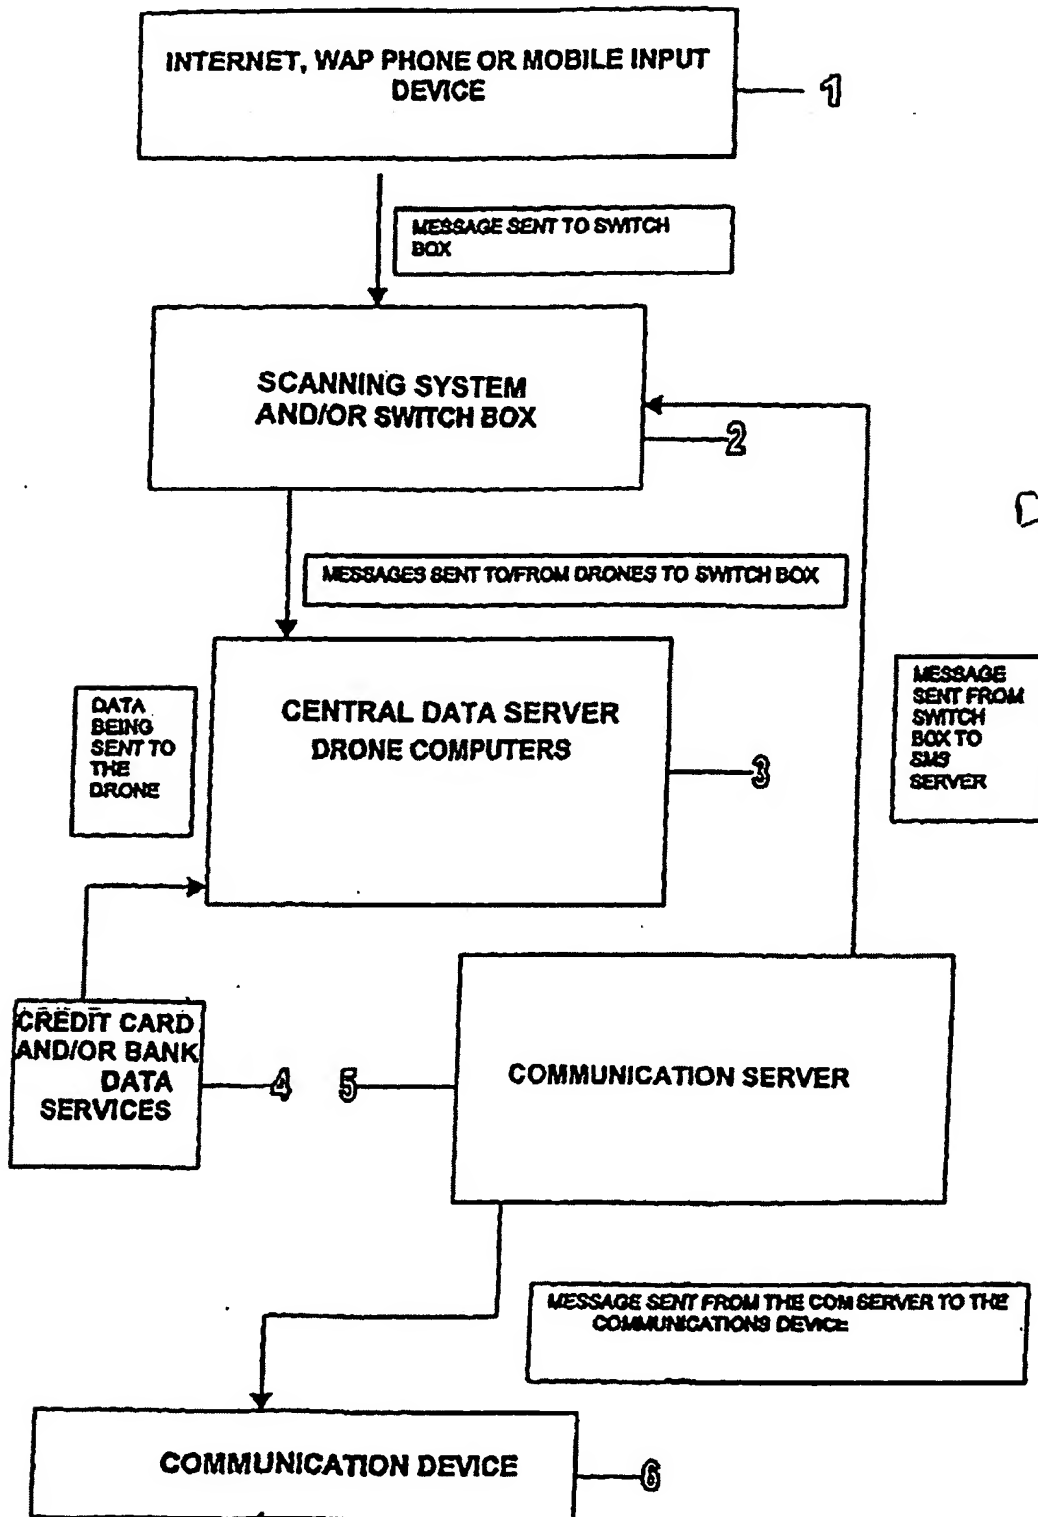 INTERNET, WAP PHONE OR MOBILE INPUT
DEVICE
1
MESSAGE SENT TO SWITCH
BOX
SCANNING SYSTEM
AND/OR SWITCH BOX
2
MESSAGES SENT TO/FROM DRONES TO SWITCH BOX
DATA
BEING
SENT TO
THE
DRONE
CENTRAL DATA SERVER
DRONE COMPUTERS
3
MESSAGE
SENT FROM
SWITCH
BOX TO
SMS
SERVER
CREDIT CARD
AND/OR BANK
DATA
SERVICES
4
5
COMMUNICATION SERVER
MESSAGE SENT FROM THE COM SERVER TO THE
COMMUNICATIONS DEVICE
COMMUNICATION DEVICE
6